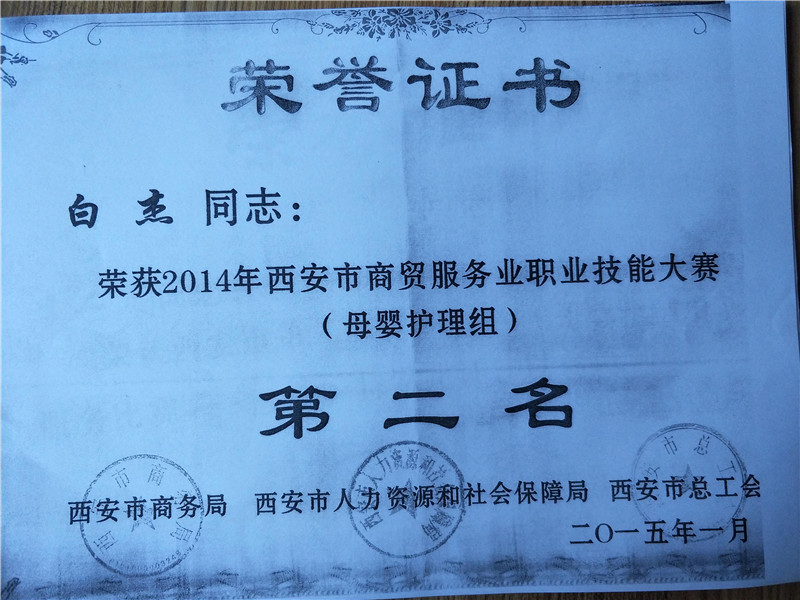 荣誉证书
白杰 同志：
荣获2014年西安市商贸服务业职业技能大赛
（母婴护理组）
第二名
西安市商务局 西安市人力资源和社会保障局 西安市总工会
二〇一五年一月